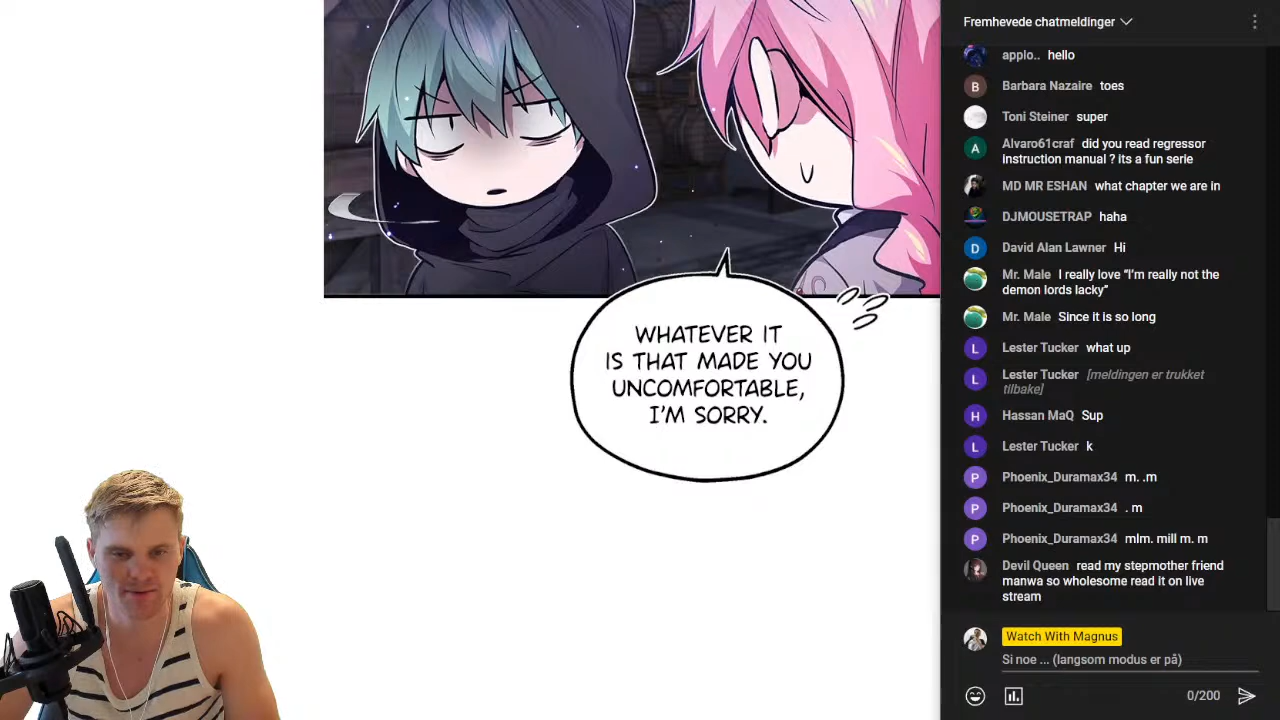 WHATEVER IT
IS THAT MADE YOU
UNCOMFORTABLE,
I'M SORRY.
Fremhevede chatmeldinger
applo.. hello
B Barbara Nazaire toes
Toni Steiner super
A Alvaro61craf did you read regressor
instruction manual ? its a fun serie
MD MR ESHAN what chapter we are in
DJMOUSETRAP haha
D David Alan Lawner Hi
Mr. Male I really love “I’m really not the
demon lords lacky”
Mr. Male Since it is so long
L Lester Tucker what up
L Lester Tucker [meldingen er trukket
tilbake]
H Hassan MaQ Sup
L Lester Tucker k
P Phoenix_Duramax34 m. .m
P Phoenix_Duramax34 . m
P Phoenix_Duramax34 mlm. mill m. m
Devil Queen read my stepmother friend
manwa so wholesome read it on live
stream
Watch With Magnus
Si noe ... (langsom modus er på)
0/200